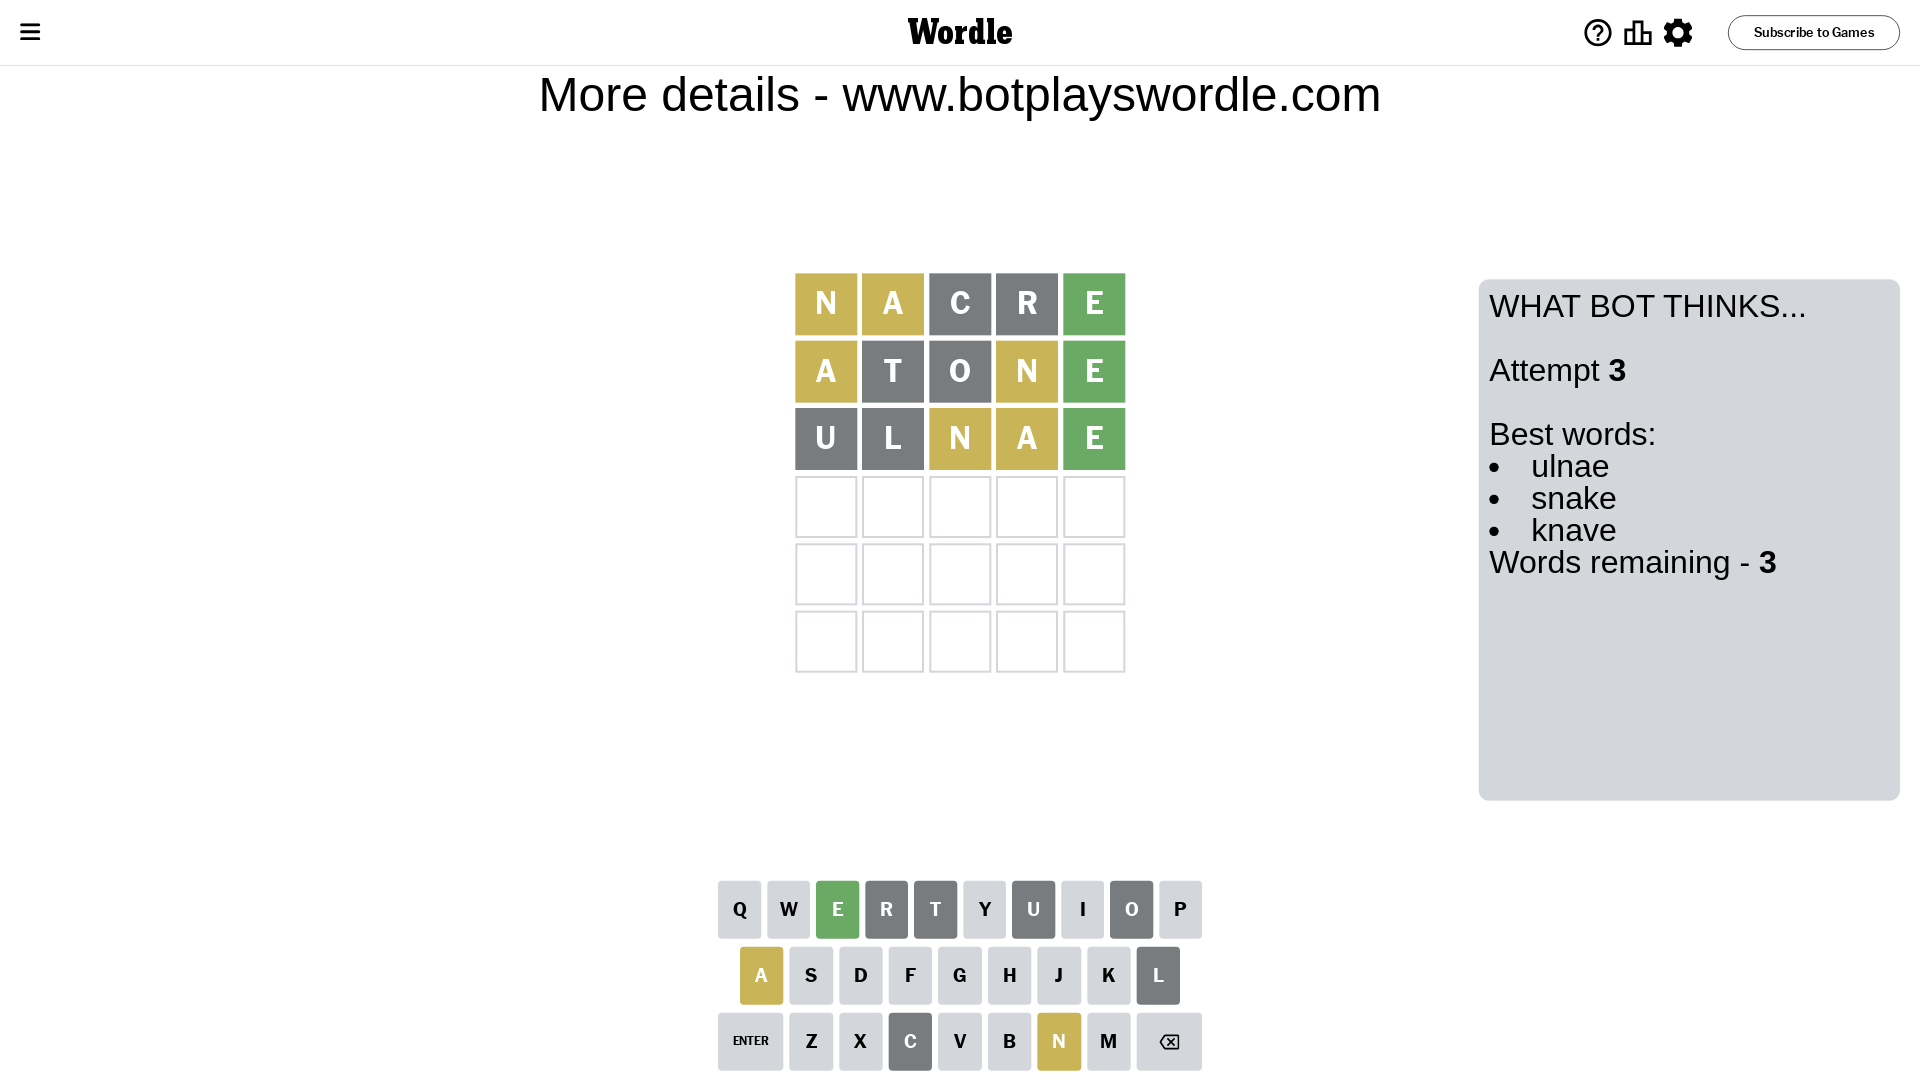 Wordle
Subscribe to Games
More details - www.botplayswordle.com
N A C R E
A T O N E
U L N A E
WHAT BOT THINKS...
Attempt 3
Best words:
• ulnae
• snake
• knave
Words remaining - 3
Q W E R T Y U I O P
A S D F G H J K L
ENTER Z X C V B N M